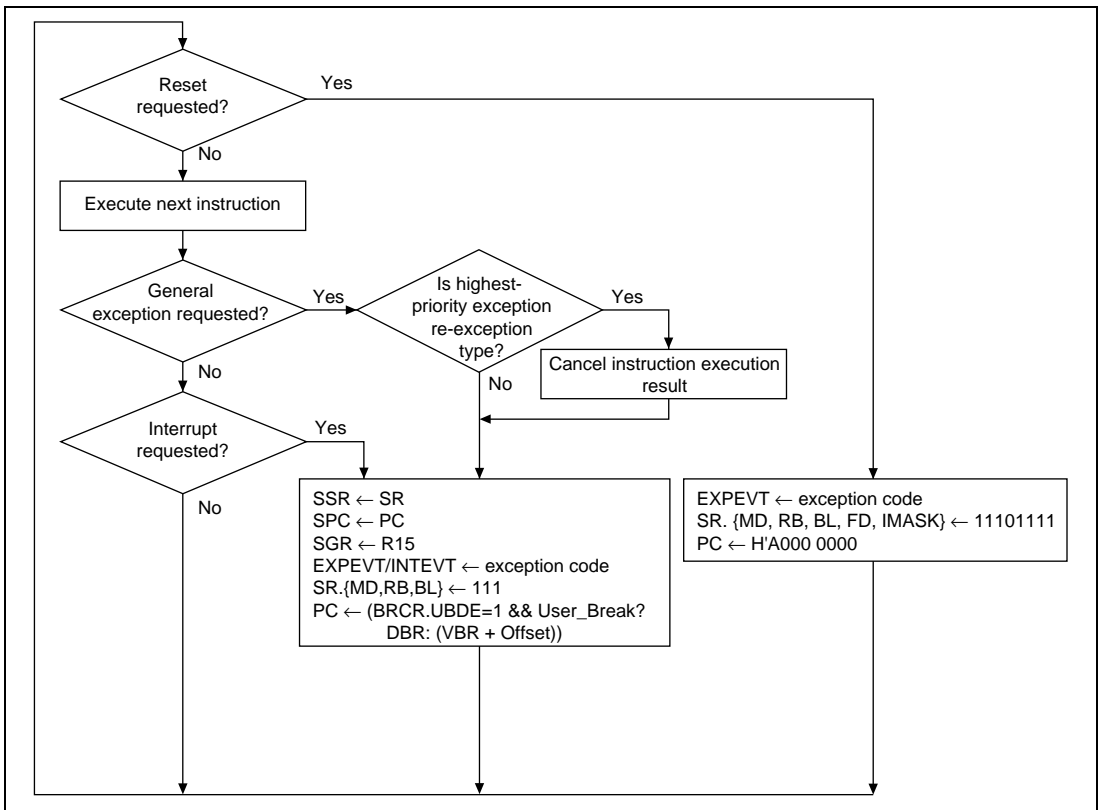 Reset
requested?
Yes
No
Execute next instruction
General
exception requested?
Yes
Is highest-
priority exception
re-exception
type?
Yes
Cancel instruction execution
result
No
No
Interrupt
requested?
Yes
No
SSR ← SR
SPC ← PC
SGR ← R15
EXPEVT/INTEVT ← exception code
SR.{MD,RB,BL} ← 111
PC ← (BRCR.UBDE=1 && User_Break?
DBR: (VBR + Offset))
EXPEVT ← exception code
SR. {MD, RB, BL, FD, IMASK} ← 11101111
PC ← H'A000 0000